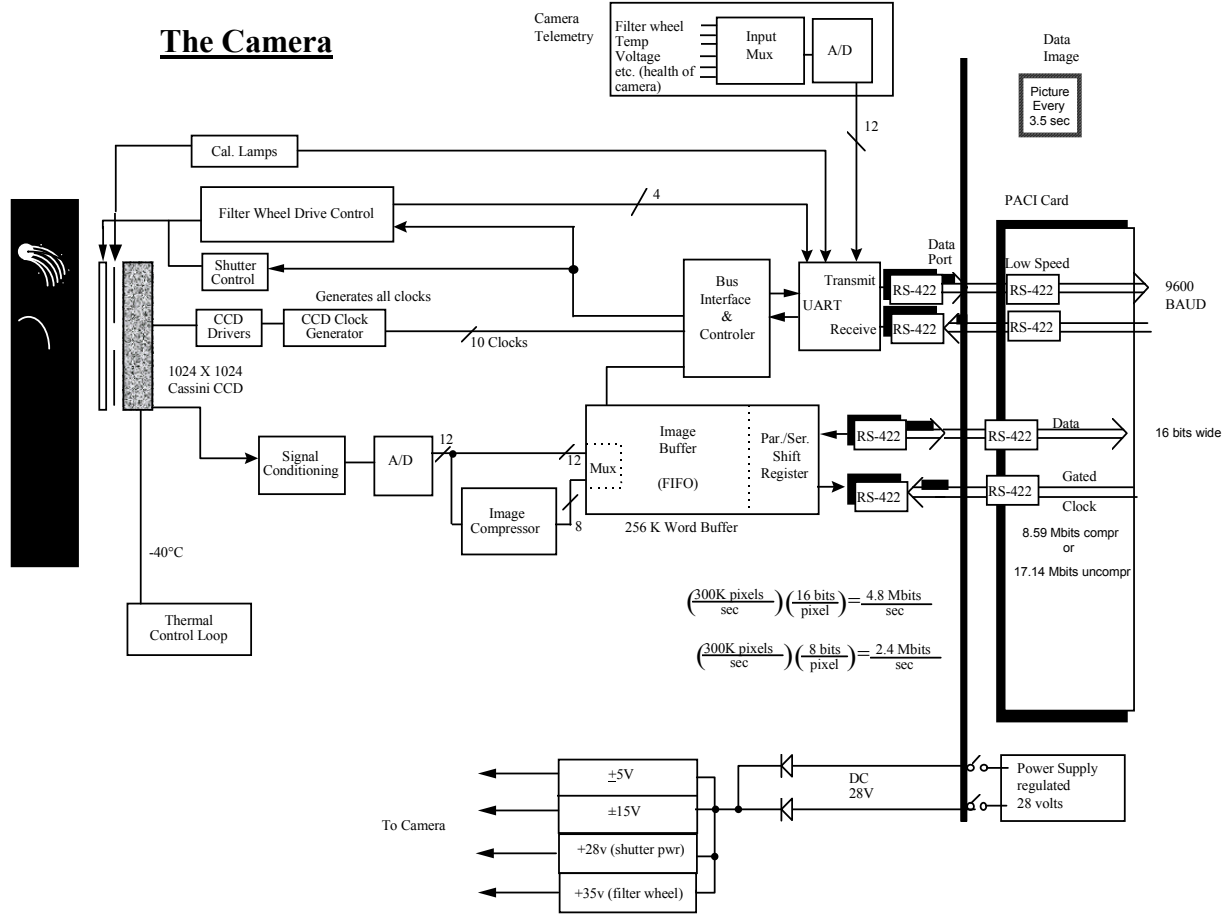 The Camera
Camera
Telemetry
Filter wheel
Temp
Voltage
etc. (health of
camera)
Input
Mux
A/D
Data
Image
Picture
Every
3.5 sec
12
Cal. Lamps
Filter Wheel Drive Control
4
PACI Card
Shutter
Control
Data
Port
Low Speed
Bus
Interface
&
Controler
Transmit
UART
Receive
RS-422
RS-422
RS-422
RS-422
9600
BAUD
Generates all clocks
CCD
Drivers
CCD Clock
Generator
10 Clocks
1024 X 1024
Cassini CCD
Signal
Conditioning
A/D
12
12
Mux
Image
Buffer
(FIFO)
Par./Ser.
Shift
Register
RS-422
RS-422
Data
16 bits wide
RS-422
RS-422
Gated
Clock
Image
Compressor
8
256 K Word Buffer
8.59 Mbits compr
or
17.14 Mbits uncompr
-40°C
Thermal
Control Loop
(300K pixels/sec)(16 bits/pixel)=4.8 Mbits/sec
(300K pixels/sec)(8 bits/pixel)=2.4 Mbits/sec
±5V
±15V
+28v (shutter pwr)
+35v (filter wheel)
To Camera
DC
28V
Power Supply
regulated
28 volts